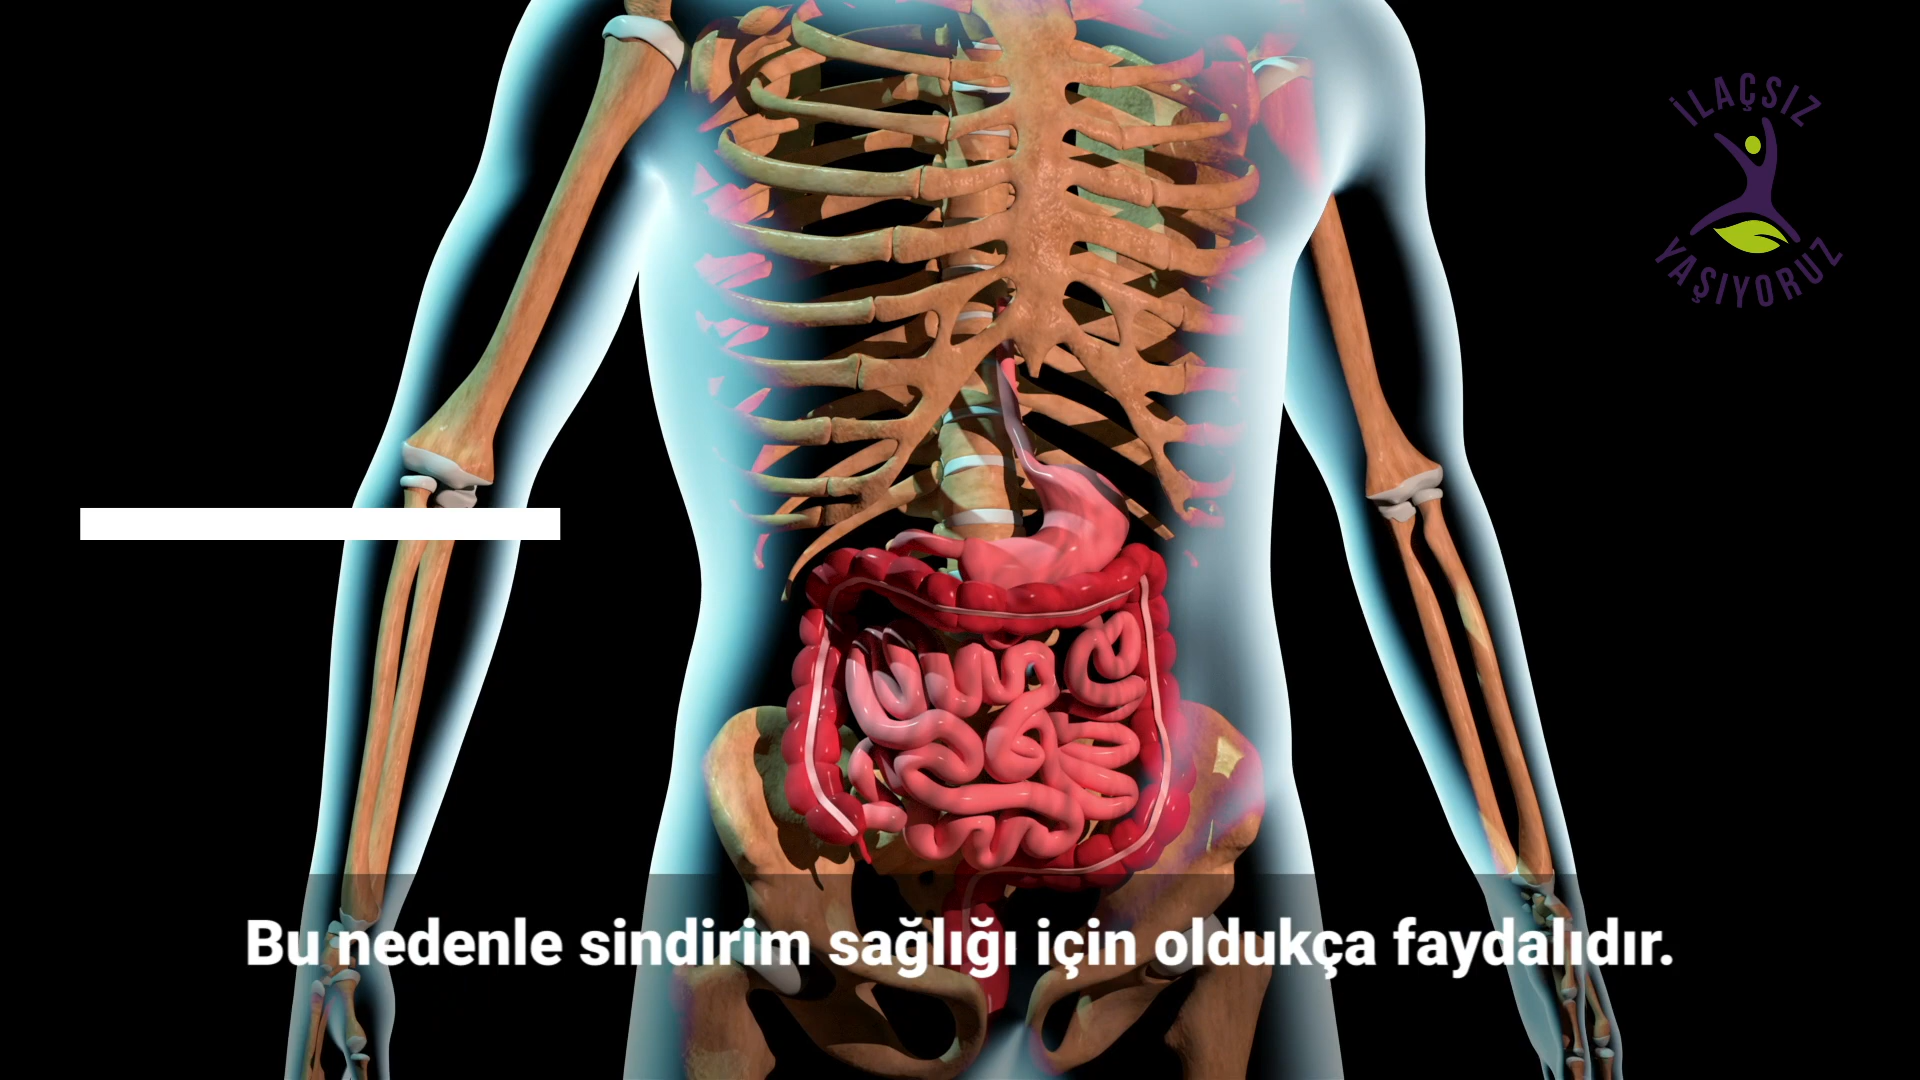 İLAÇSIZ
YAŞIYORUZ
Bu nedenle sindirim sağlığı için oldukça faydalıdır.